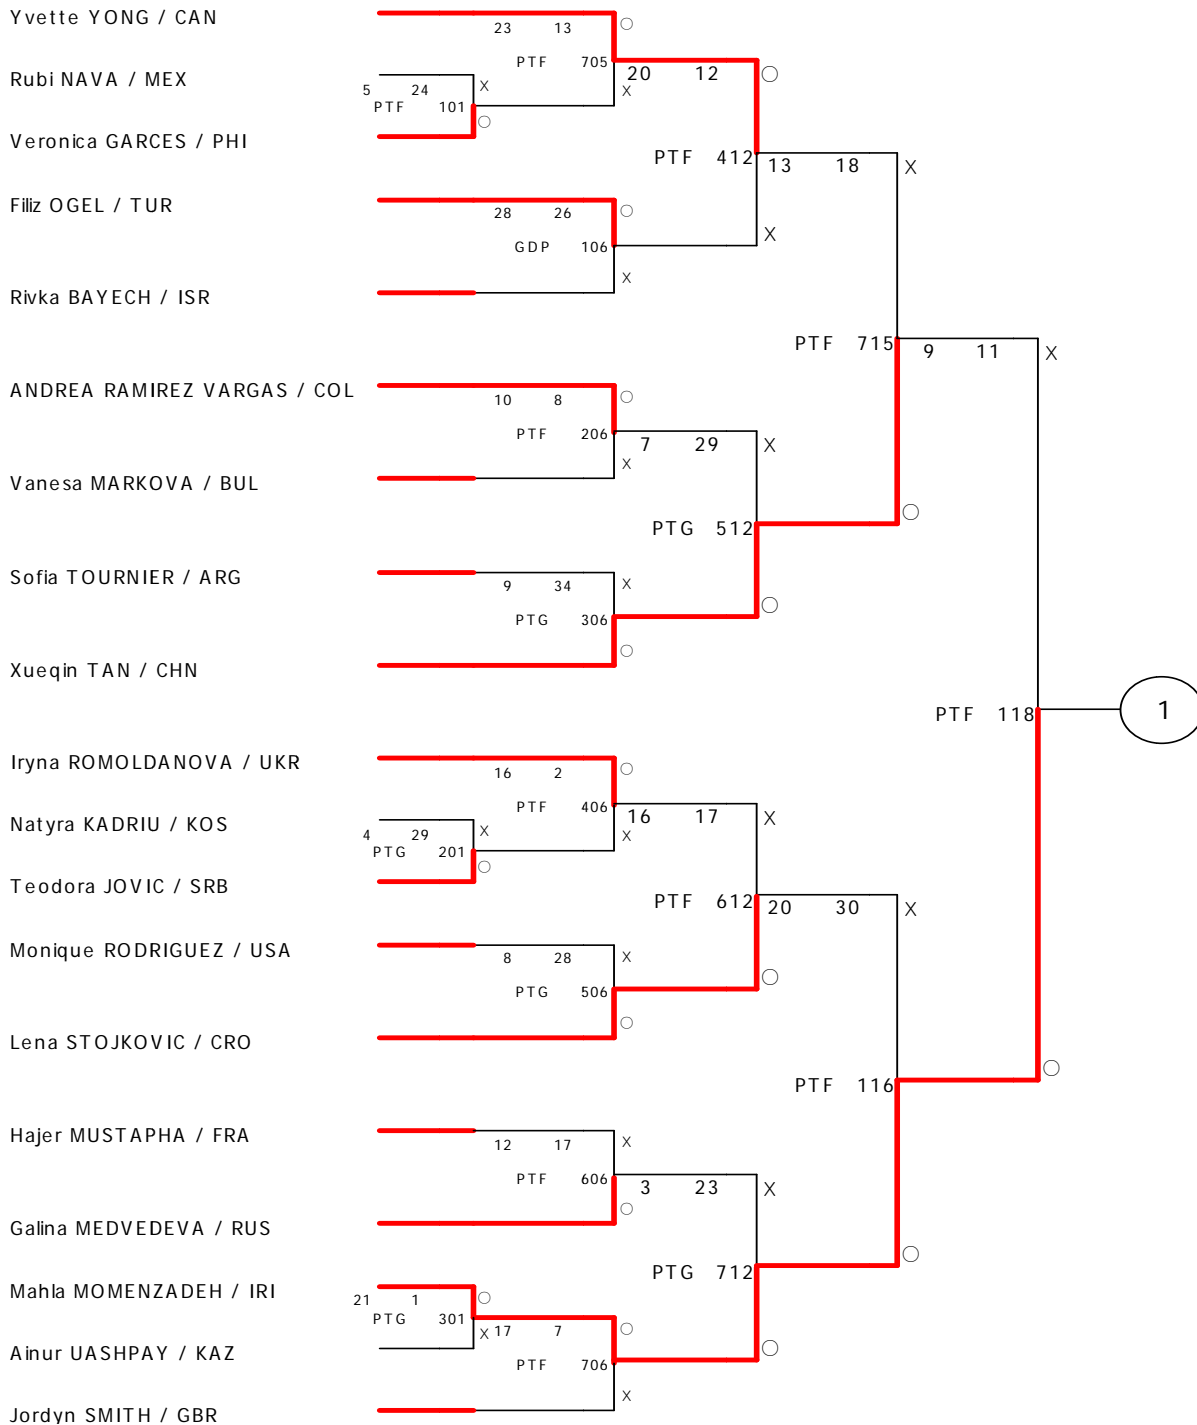 Yvette YONG / CAN
23 13 ○
PTF 705
20 12 ○
Rubi NAVA / MEX
X
5 24
X
PTF 101
○
Veronica GARCES / PHI
PTF 412
13 18 X
Filiz OGEL / TUR
28 26 ○
X
GDP 106
X
Rivka BAYECH / ISR
PTF 715
9 11 X
ANDREA RAMIREZ VARGAS / COL
10 8 ○
PTF 206
7 29 X
X
Vanesa MARKOVA / BUL
○
PTG 512
Sofia TOURNIER / ARG
9 34 X
○
PTG 306
○
Xueqin TAN / CHN
PTF 118
1
Iryna ROMOLDANOVA / UKR
16 2 ○
PTF 406
16 17 X
Natyra KADRIU / KOS
4 29 X
X
PTG 201
○
Teodora JOVIC / SRB
PTF 612
20 30 X
Monique RODRIGUEZ / USA
8 28 X
○
PTG 506
○
Lena STOJKOVIC / CRO
○
PTF 116
Hajer MUSTAPHA / FRA
12 17 X
PTF 606
3 23 X
○
Galina MEDVEDEVA / RUS
○
PTG 712
Mahla MOMENZADEH / IRI
21 1 ○
PTG 301
X 17 7 ○
○
Ainur UASHPAY / KAZ
PTF 706
X
Jordyn SMITH / GBR